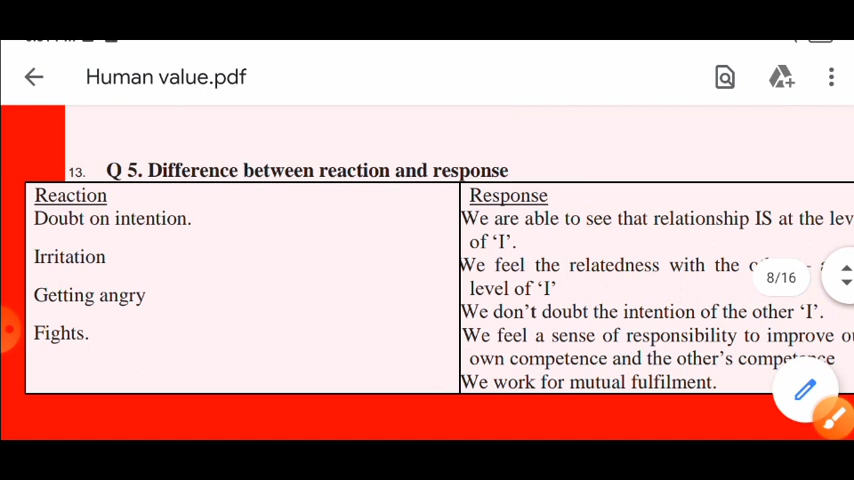 Human value.pdf
13. Q 5. Difference between reaction and response
Reaction
Doubt on intention.
Irritation
Getting angry
Fights.
Response
We are able to see that relationship IS at the
of ‘I’.
We feel the relatedness with the
level of ‘I’
We don’t doubt the intention of the other ‘I’.
We feel a sense of responsibility to improve
own competence and the other’s competence
We work for mutual fulfilment.
8/16